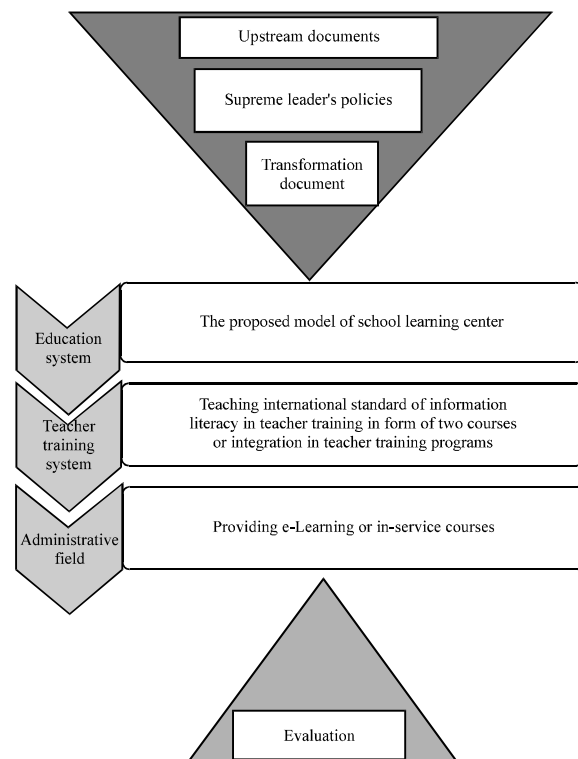 Upstream documents
Supreme leader's policies
Transformation
document
Education
system
The proposed model of school learning center
Teacher
training
system
Teaching international standard of information
literacy in teacher training in form of two courses
or integration in teacher training programs
Administrative
field
Providing e-Learning or in-service courses
Evaluation